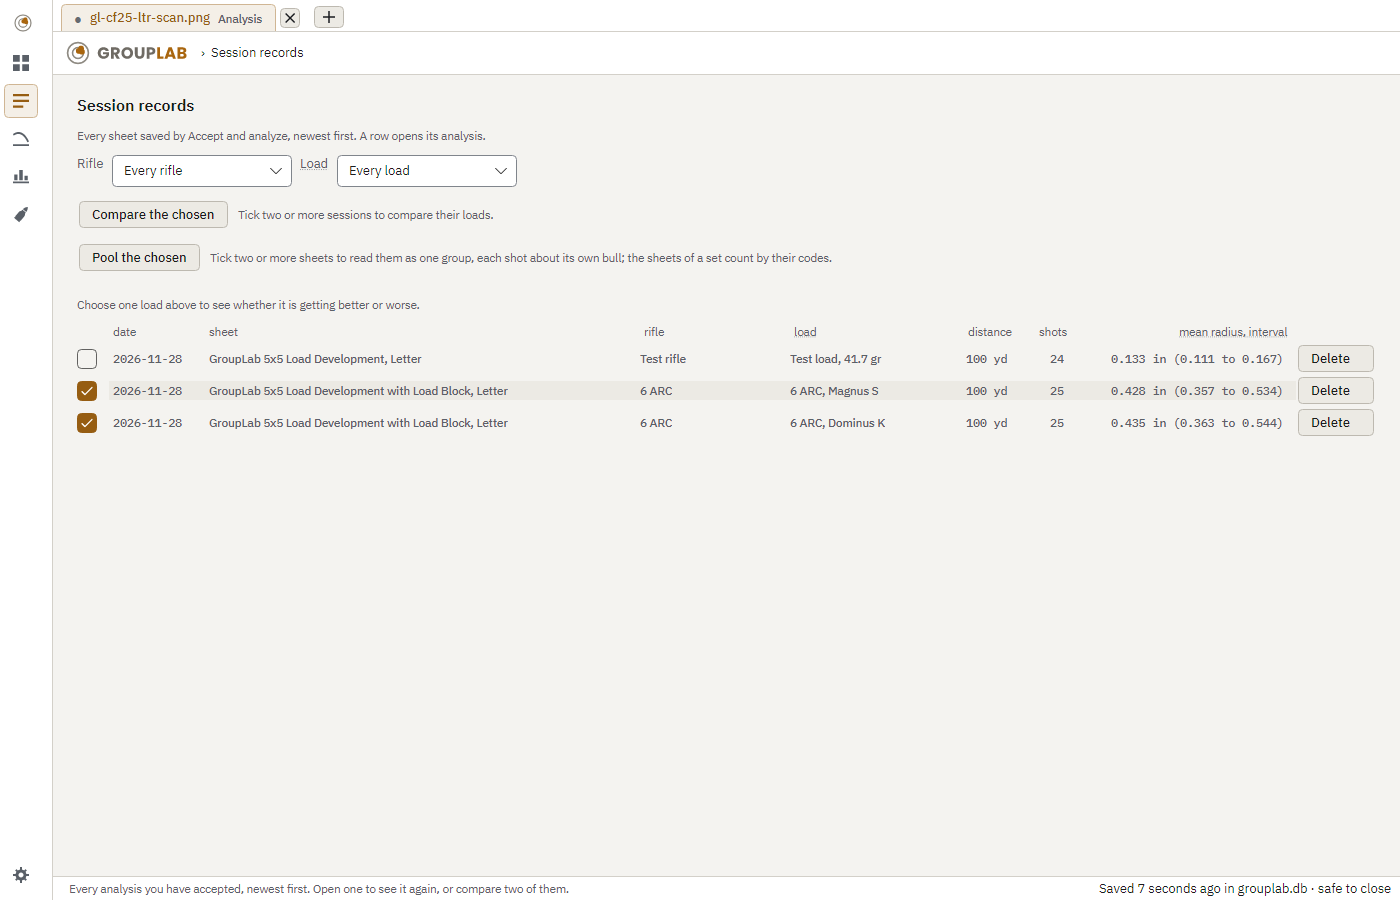 gl-cf25-ltr-scan.png Analysis
GROUPLAB › Session records
Session records
Every sheet saved by Accept and analyze, newest first. A row opens its analysis.
Rifle Every rifle Load Every load
Compare the chosen Tick two or more sessions to compare their loads.
Pool the chosen Tick two or more sheets to read them as one group, each shot about its own bull; the sheets of a set count by their codes.
Choose one load above to see whether it is getting better or worse.
date sheet rifle load distance shots mean radius, interval
2026-11-28 GroupLab 5x5 Load Development, Letter Test rifle Test load, 41.7 gr 100 yd 24 0.133 in (0.111 to 0.167) Delete
2026-11-28 GroupLab 5x5 Load Development with Load Block, Letter 6 ARC 6 ARC, Magnus S 100 yd 25 0.428 in (0.357 to 0.534) Delete
2026-11-28 GroupLab 5x5 Load Development with Load Block, Letter 6 ARC 6 ARC, Dominus K 100 yd 25 0.435 in (0.363 to 0.544) Delete
Every analysis you have accepted, newest first. Open one to see it again, or compare two of them. Saved 7 seconds ago in grouplab.db · safe to close